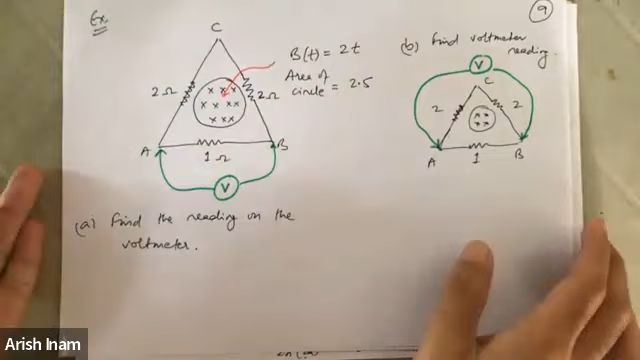 Ex.
9
C
B(t) = 2t
Area of
circle = 2.5
2Ω
2Ω
x x x
x x x x
x x x
A
B
1 Ω
V
(a) Find the reading on the
voltmeter.
(b) Find voltmeter
reading.
V
C
2
2
x x
x x
A
B
1
Arish Inam